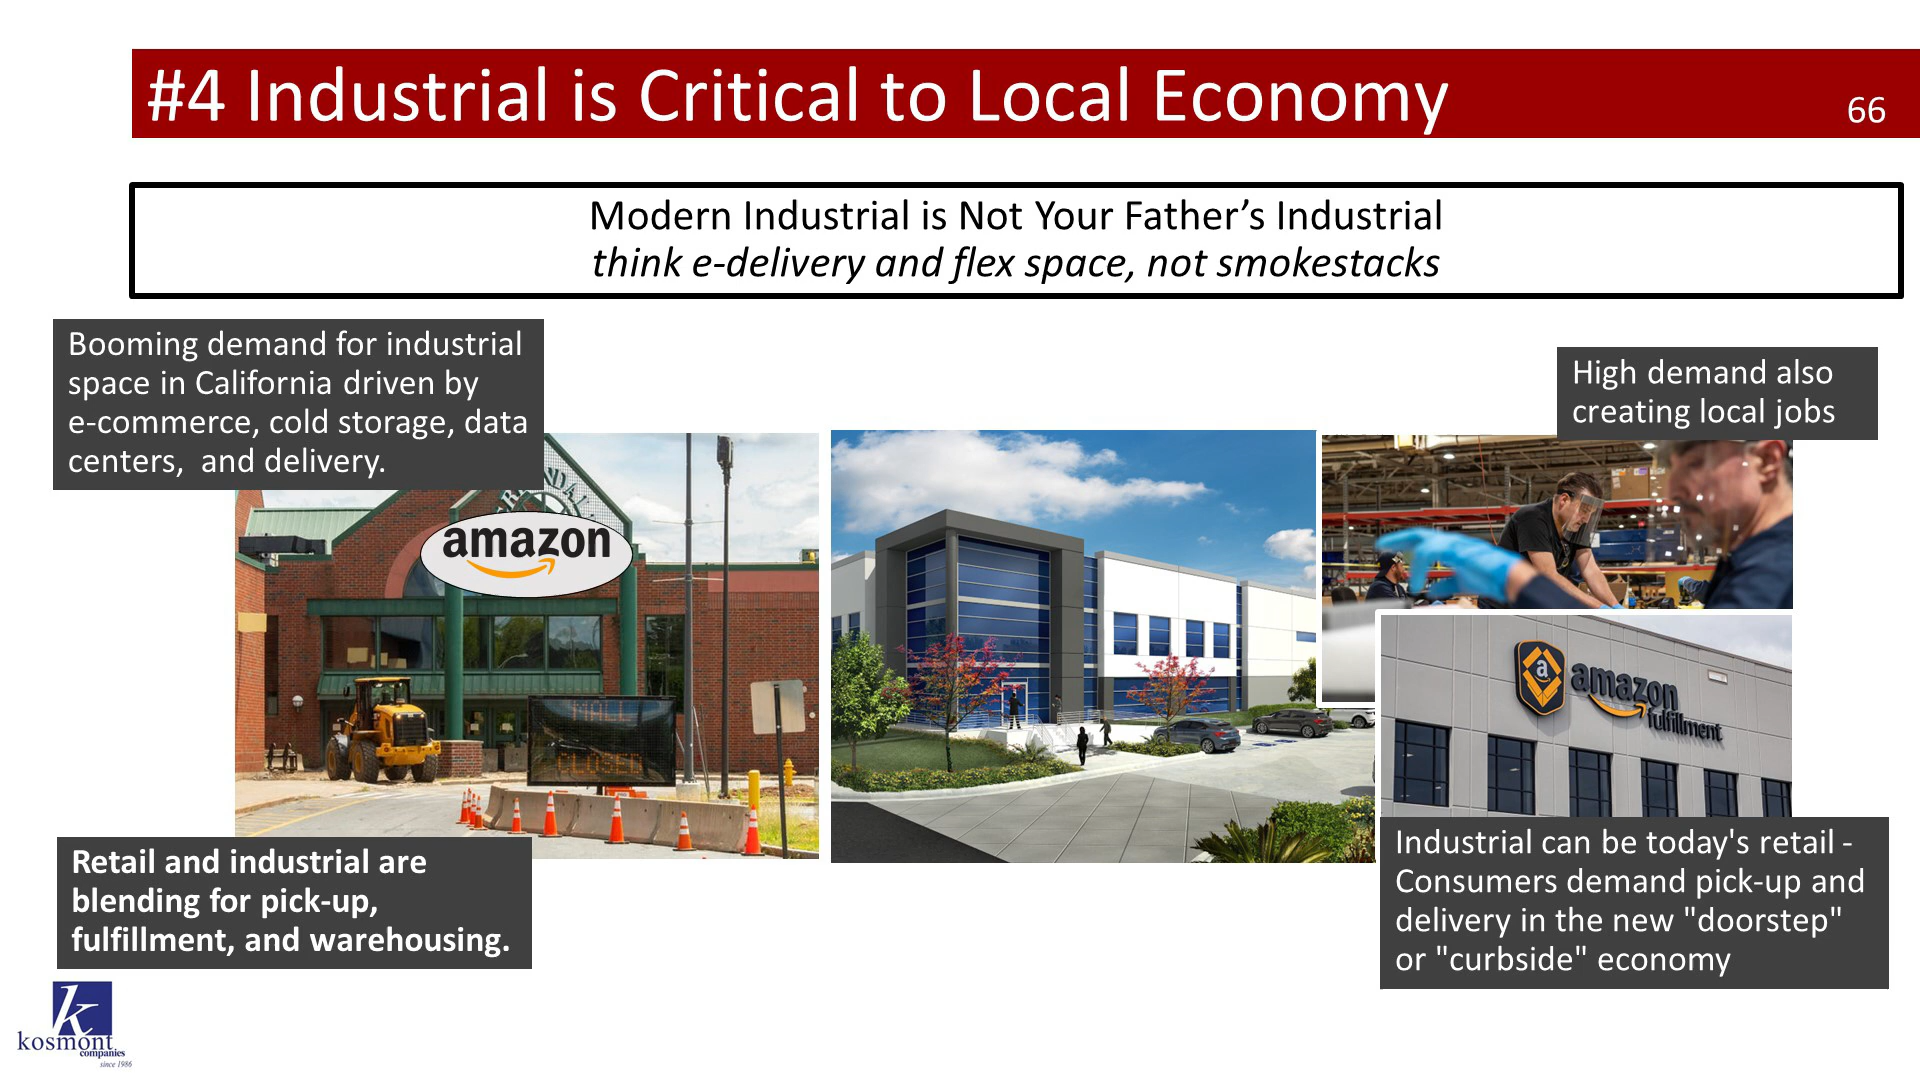 #4 Industrial is Critical to Local Economy
66
Modern Industrial is Not Your Father’s Industrial
think e-delivery and flex space, not smokestacks
Booming demand for industrial
space in California driven by
e-commerce, cold storage, data
centers,  and delivery.
High demand also
creating local jobs
amazon
MALL
CLOSED
a
amazon
fulfillment
Retail and industrial are
blending for pick-up,
fulfillment, and warehousing.
Industrial can be today's retail -
Consumers demand pick-up and
delivery in the new "doorstep"
or "curbside" economy
k
kosmont
companies
since 1986